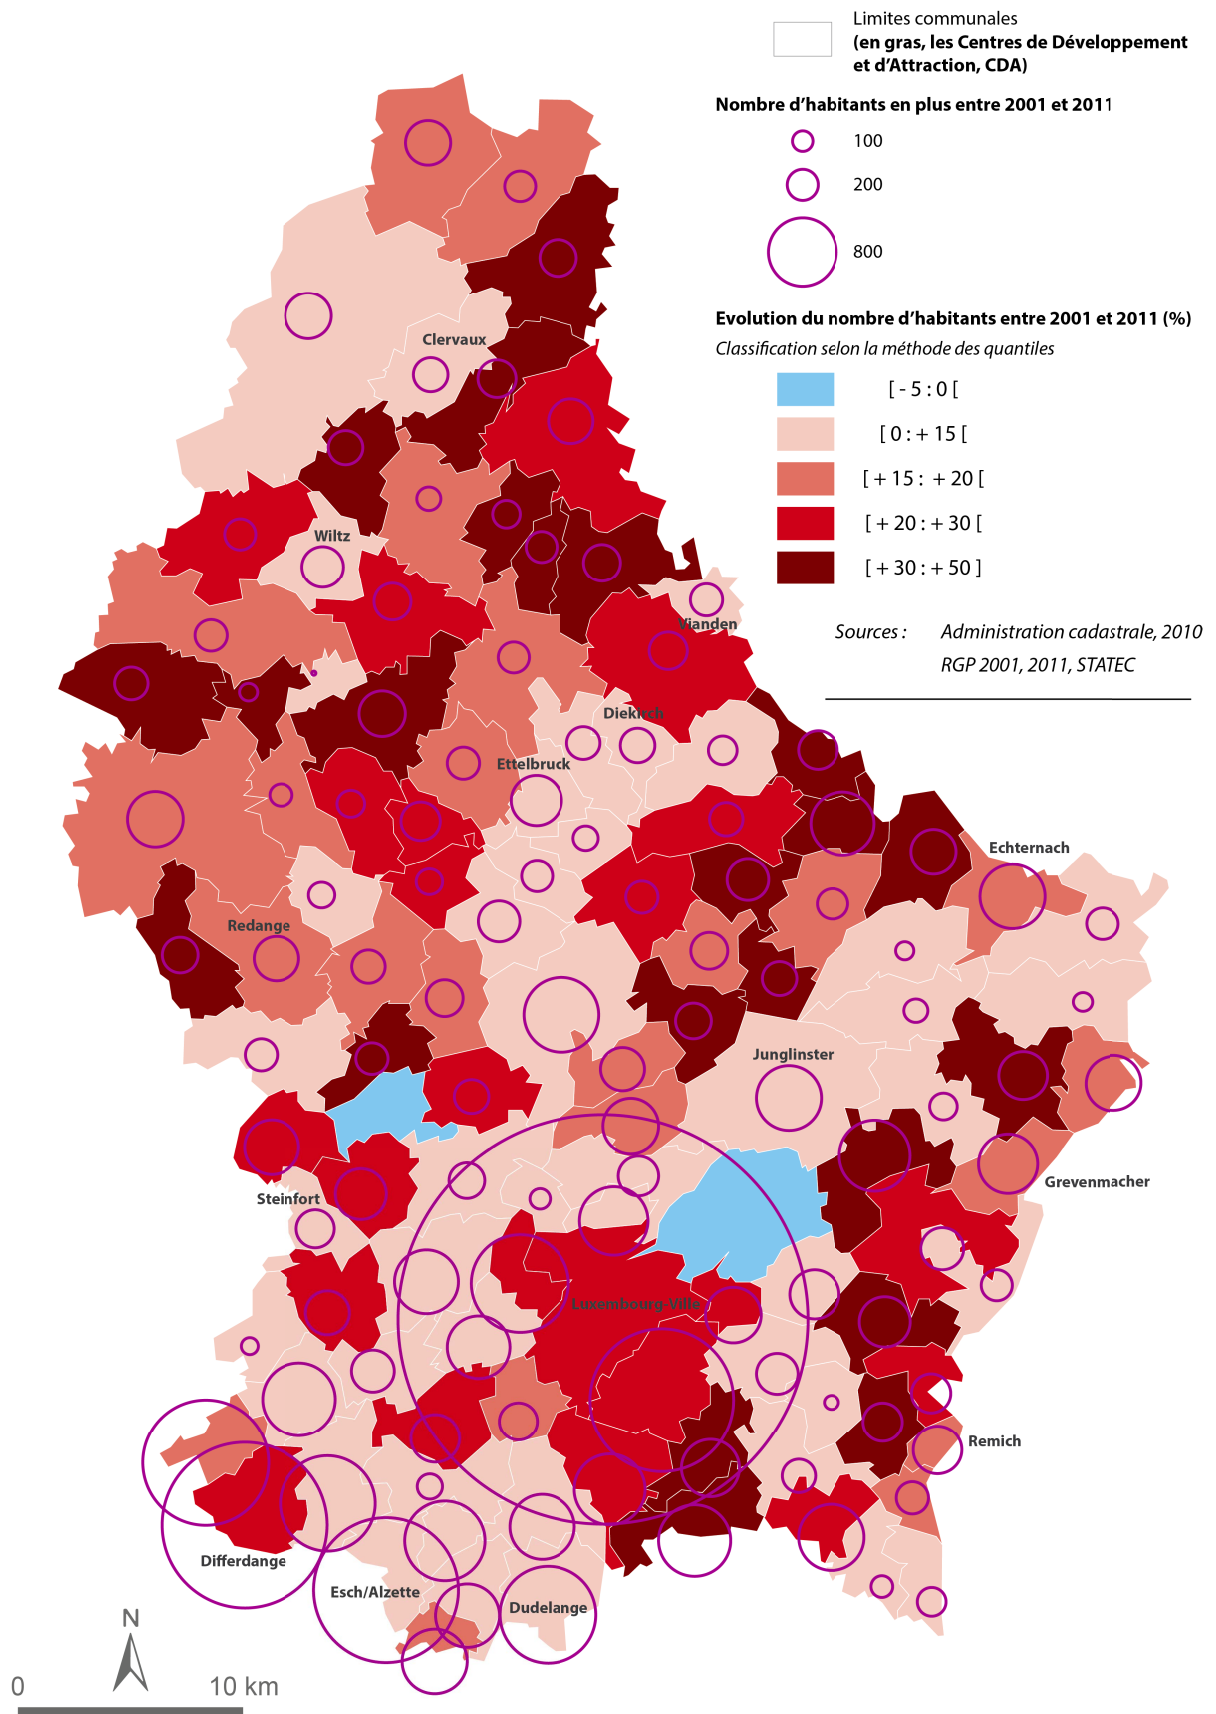 Limites communales
(en gras, les Centres de Développement
et d'Attraction, CDA)
Nombre d'habitants en plus entre 2001 et 2011
100
200
800
Evolution du nombre d'habitants entre 2001 et 2011 (%)
Classification selon la méthode des quantiles
[ - 5 : 0 [
[ 0 : + 15 [
[ + 15 : + 20 [
[ + 20 : + 30 [
[ + 30 : + 50 ]
Sources : Administration cadastrale, 2010
RGP 2001, 2011, STATEC
Clervaux
Wiltz
Vianden
Diekirch
Ettelbruck
Echternach
Redange
Junglinster
Grevenmacher
Steinfort
Luxembourg-Ville
Remich
Differdange
Esch/Alzette
Dudelange
N
0 10 km